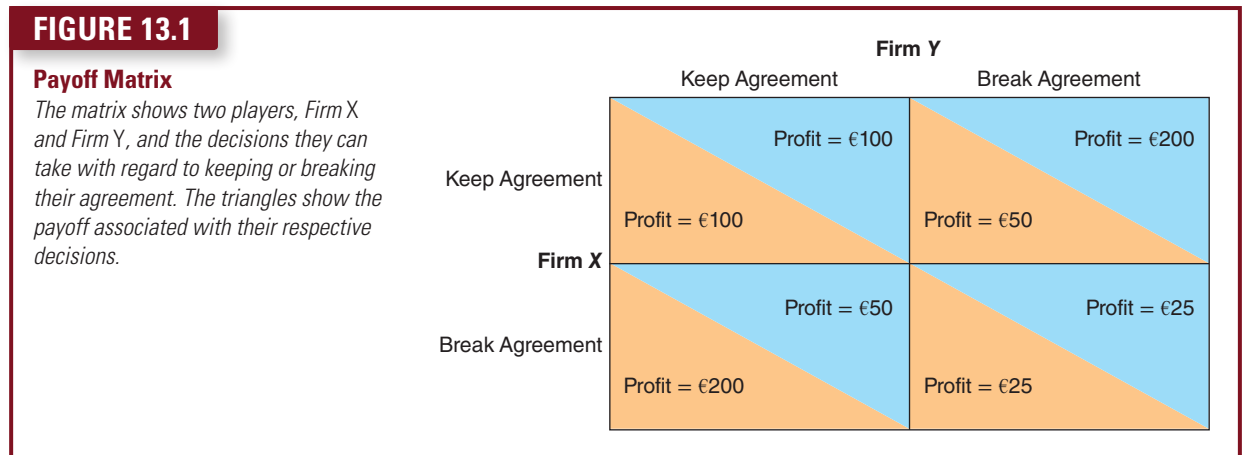 FIGURE 13.1
Payoff Matrix
The matrix shows two players, Firm X
and Firm Y, and the decisions they can
take with regard to keeping or breaking
their agreement. The triangles show the
payoff associated with their respective
decisions.
Firm Y
Keep Agreement
Break Agreement
Keep Agreement
Profit = €100
Profit = €100
Profit = €200
Profit = €50
Firm X
Break Agreement
Profit = €50
Profit = €200
Profit = €25
Profit = €25